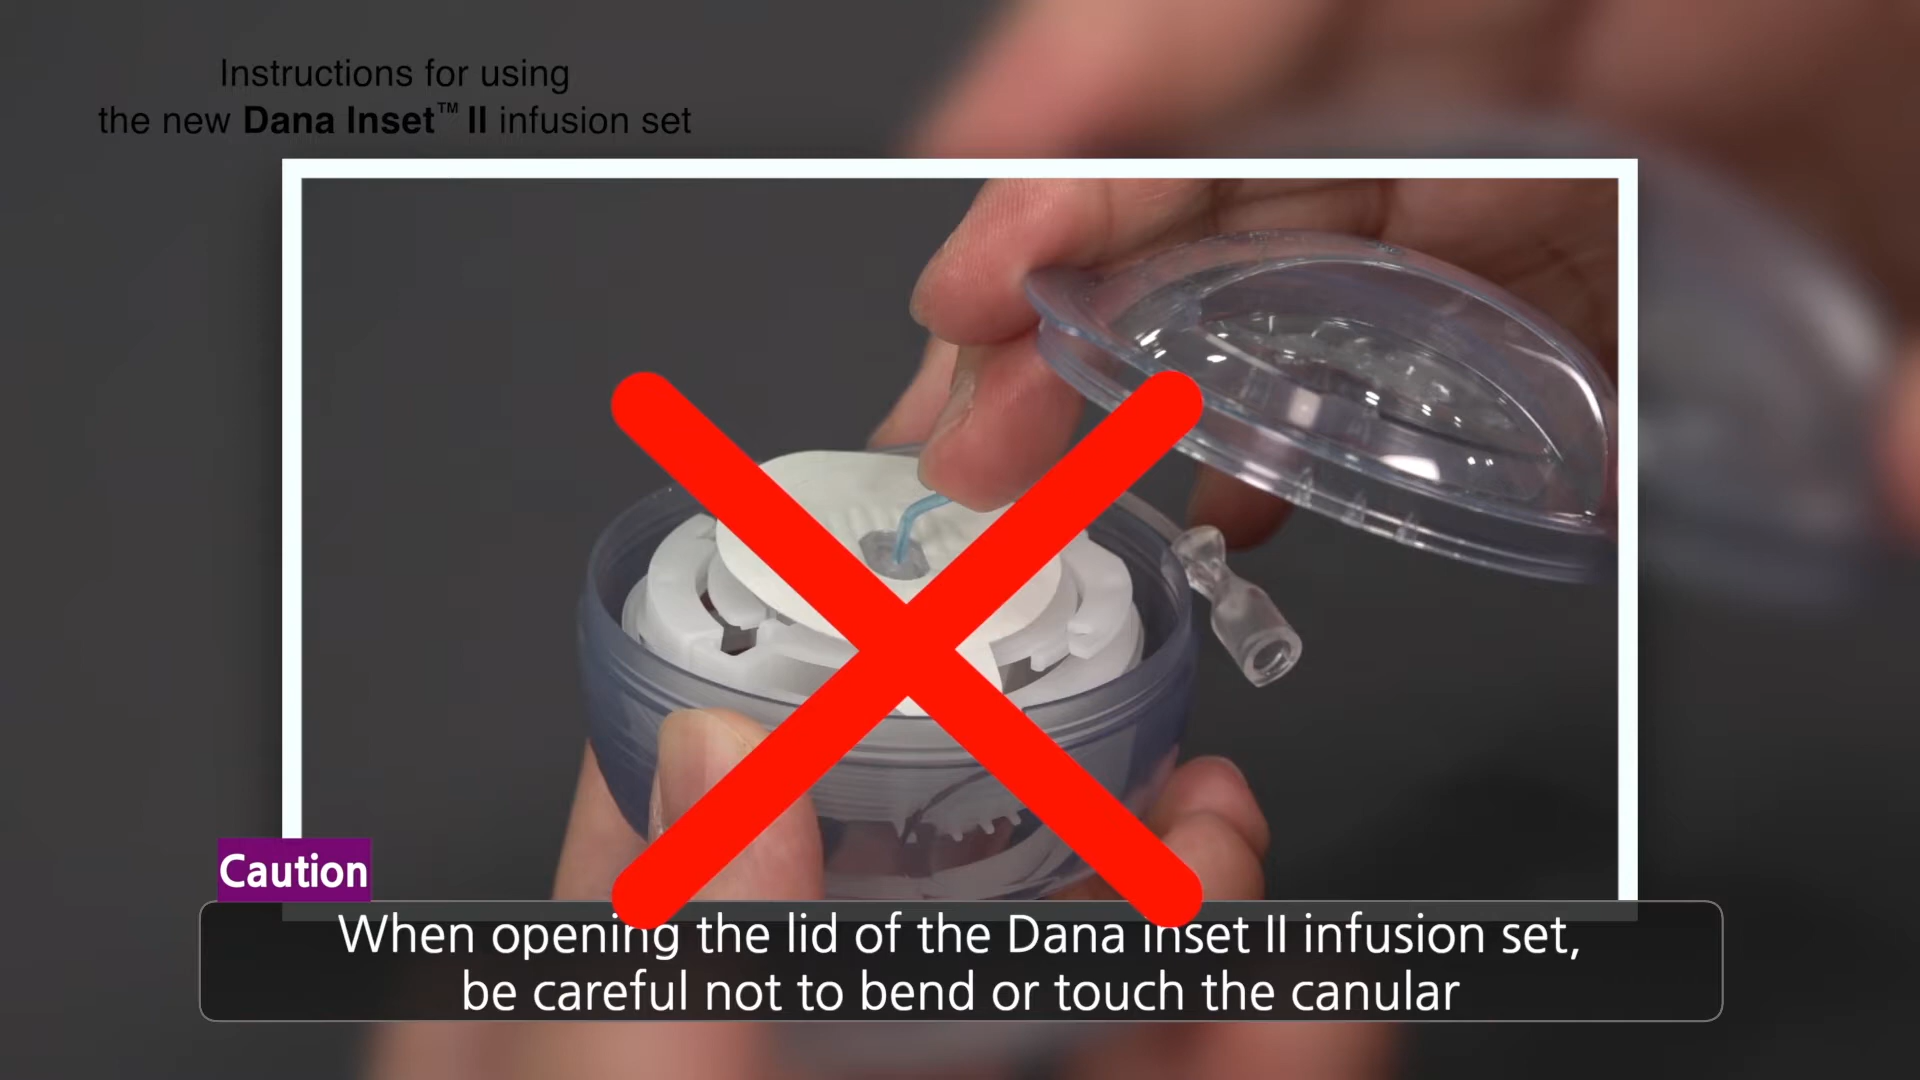 Instructions for using
the new Dana Inset™ II infusion set
Caution
When opening the lid of the Dana inset II infusion set,
be careful not to bend or touch the canular